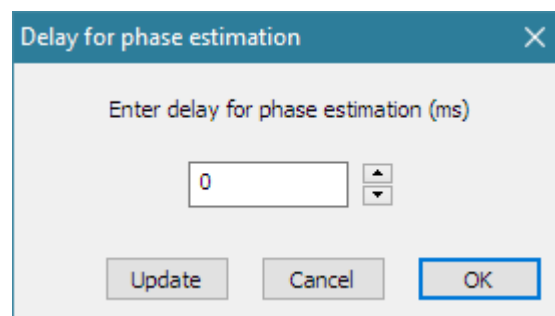 Delay for phase estimation
Enter delay for phase estimation (ms)
0
Update Cancel OK